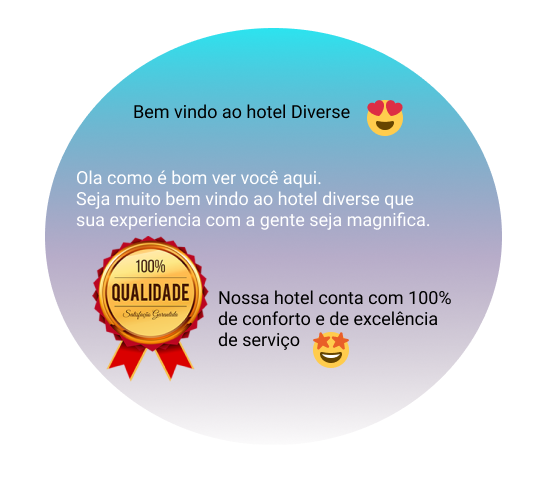 Bem vindo ao hotel Diverse
Ola como é bom ver você aqui.
Seja muito bem vindo ao hotel diverse que
sua experiencia com a gente seja magnifica.
100%
QUALIDADE
Satisfação Garantida
Nossa hotel conta com 100%
de conforto e de excelência
de serviço